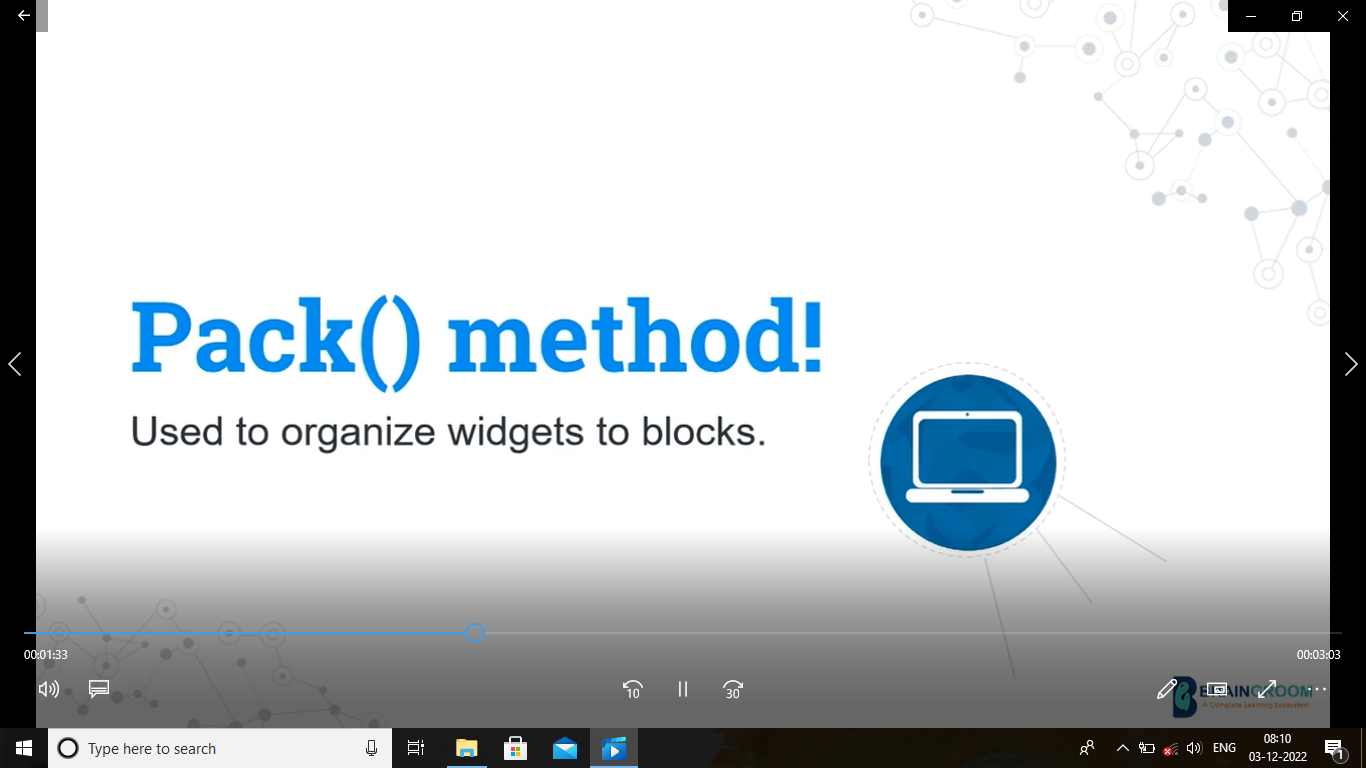 Pack() method!
Used to organize widgets to blocks.
00:01:33
00:03:03
10
30
BRAINGROOM
A Complete Learning Ecosystem
Type here to search
ENG
08:10
03-12-2022
1